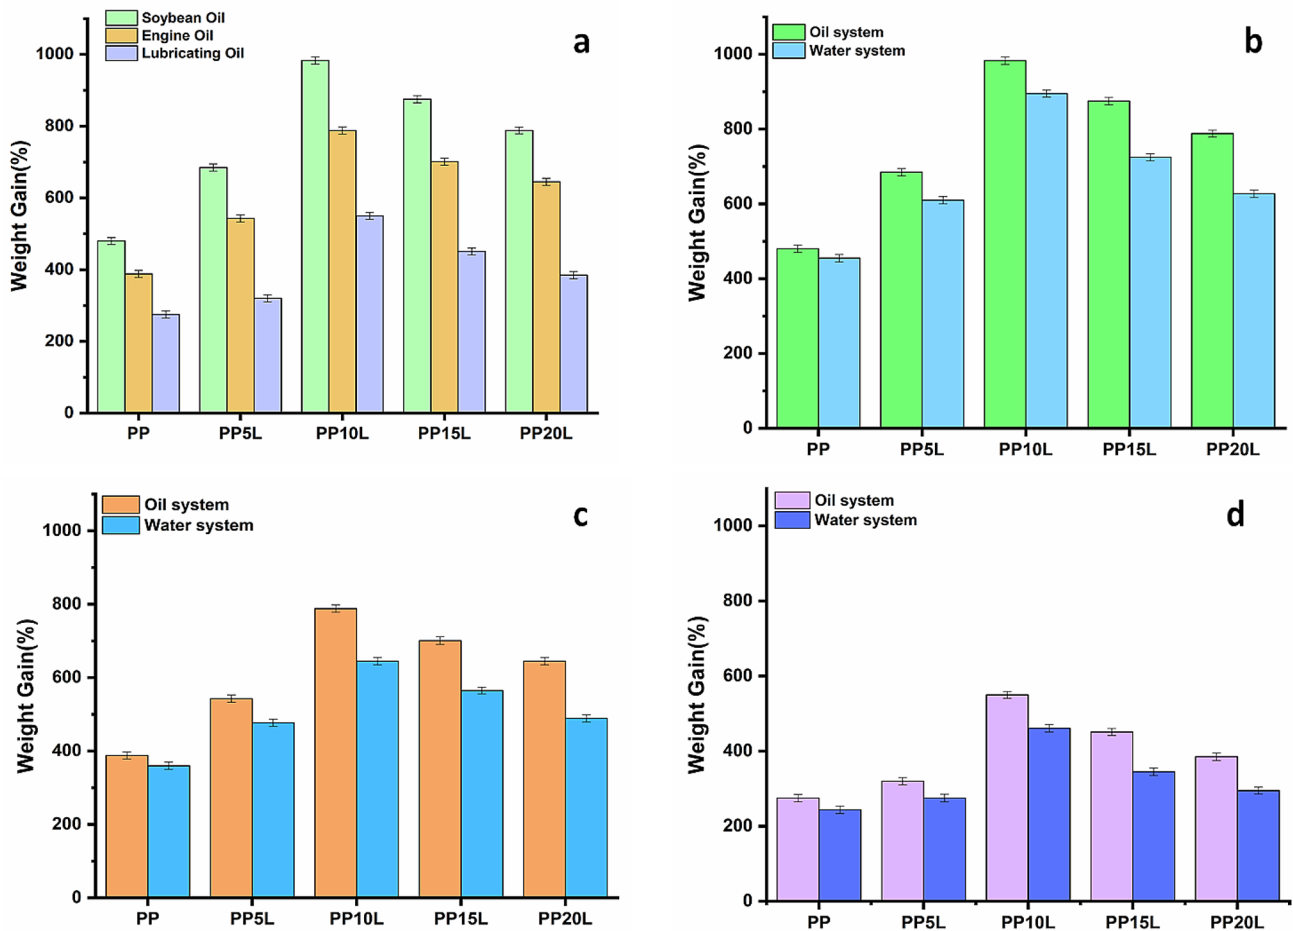 Soybean Oil
Engine Oil
Lubricating Oil
a
Weight Gain(%)
1000
800
600
400
200
0
PP PP5L PP10L PP15L PP20L
Oil system
Water system
b
Weight Gain(%)
1000
800
600
400
200
0
PP PP5L PP10L PP15L PP20L
Oil system
Water system
c
Weight Gain(%)
1000
800
600
400
200
0
PP PP5L PP10L PP15L PP20L
Oil system
Water system
d
Weight Gain(%)
1000
800
600
400
200
0
PP PP5L PP10L PP15L PP20L